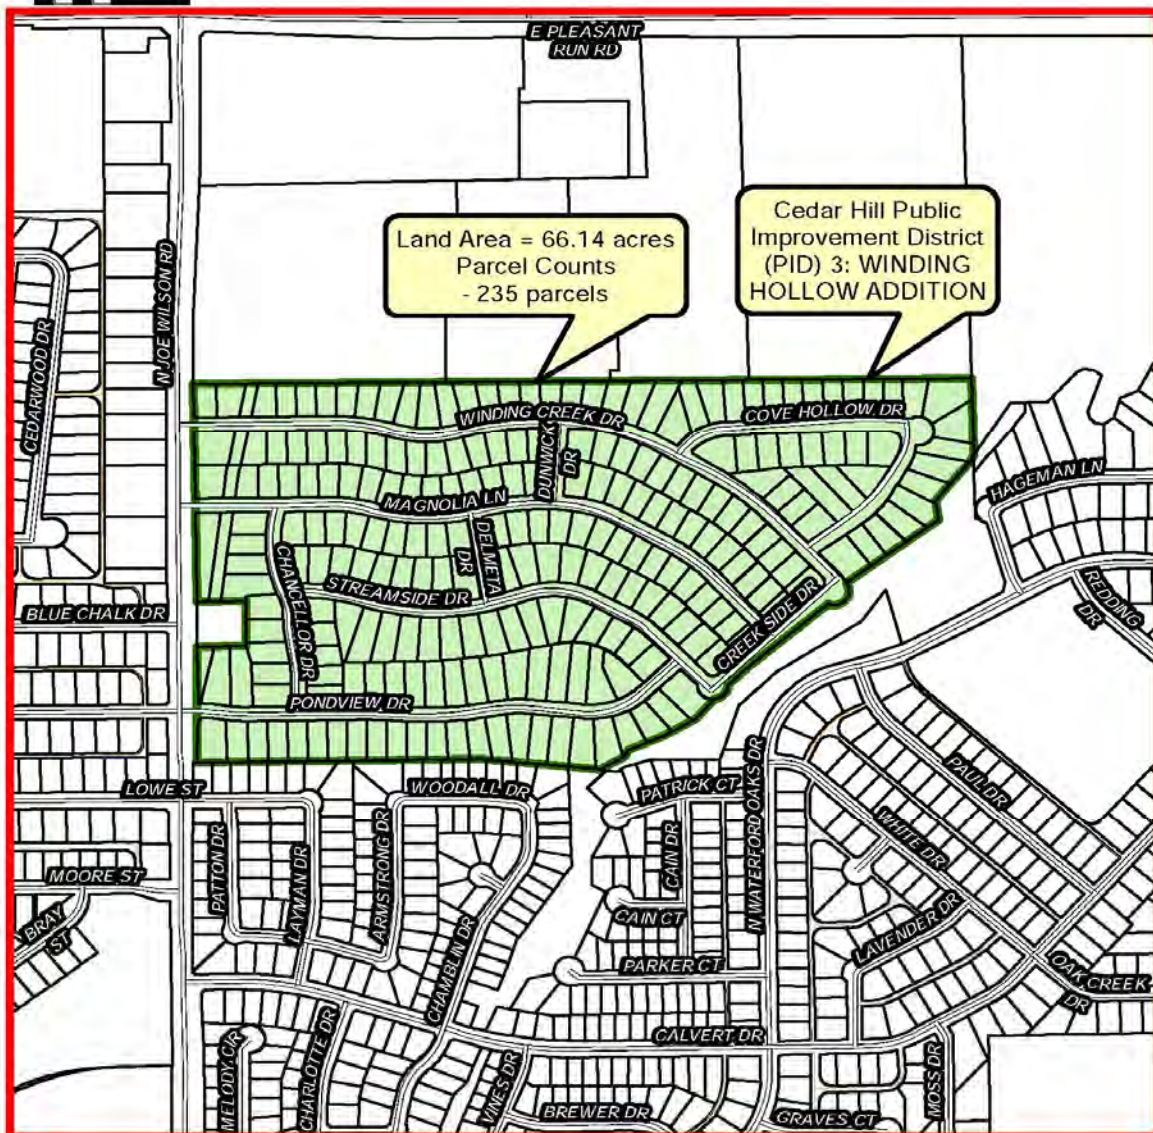 E PLEASANT
RUN RD
Land Area = 66.14 acres
Parcel Counts
- 235 parcels
Cedar Hill Public
Improvement District
(PID) 3: WINDING
HOLLOW ADDITION
N JOE WILSON RD
CEDARWOOD DR
WINDING CREEK DR
COVE HOLLOW DR
DUNWICK
DR
HAGEMAN LN
MAGNOLIA LN
DELMETA
DR
CHANCELLOR DR
STREAMSIDE DR
REDDING
DR
BLUE CHALK DR
CREEK SIDE DR
PONDVIEW DR
LOWE ST
WOODALL DR
PATRICK CT
N WATERFORD OAKS DR
PAUL DR
WHITE DR
PATTON DR
LAYMAN DR
ARMSTRONG DR
CAIN DR
MOORE ST
BRAY
ST
CAIN CT
LAVENDER DR
CHAMBLIN DR
PARKER CT
OAK CREEK
DR
MELODY CIR
CHARLOTTE DR
CALVERT DR
VINES DR
MOSS DR
BREWER DR
GRAVES CT